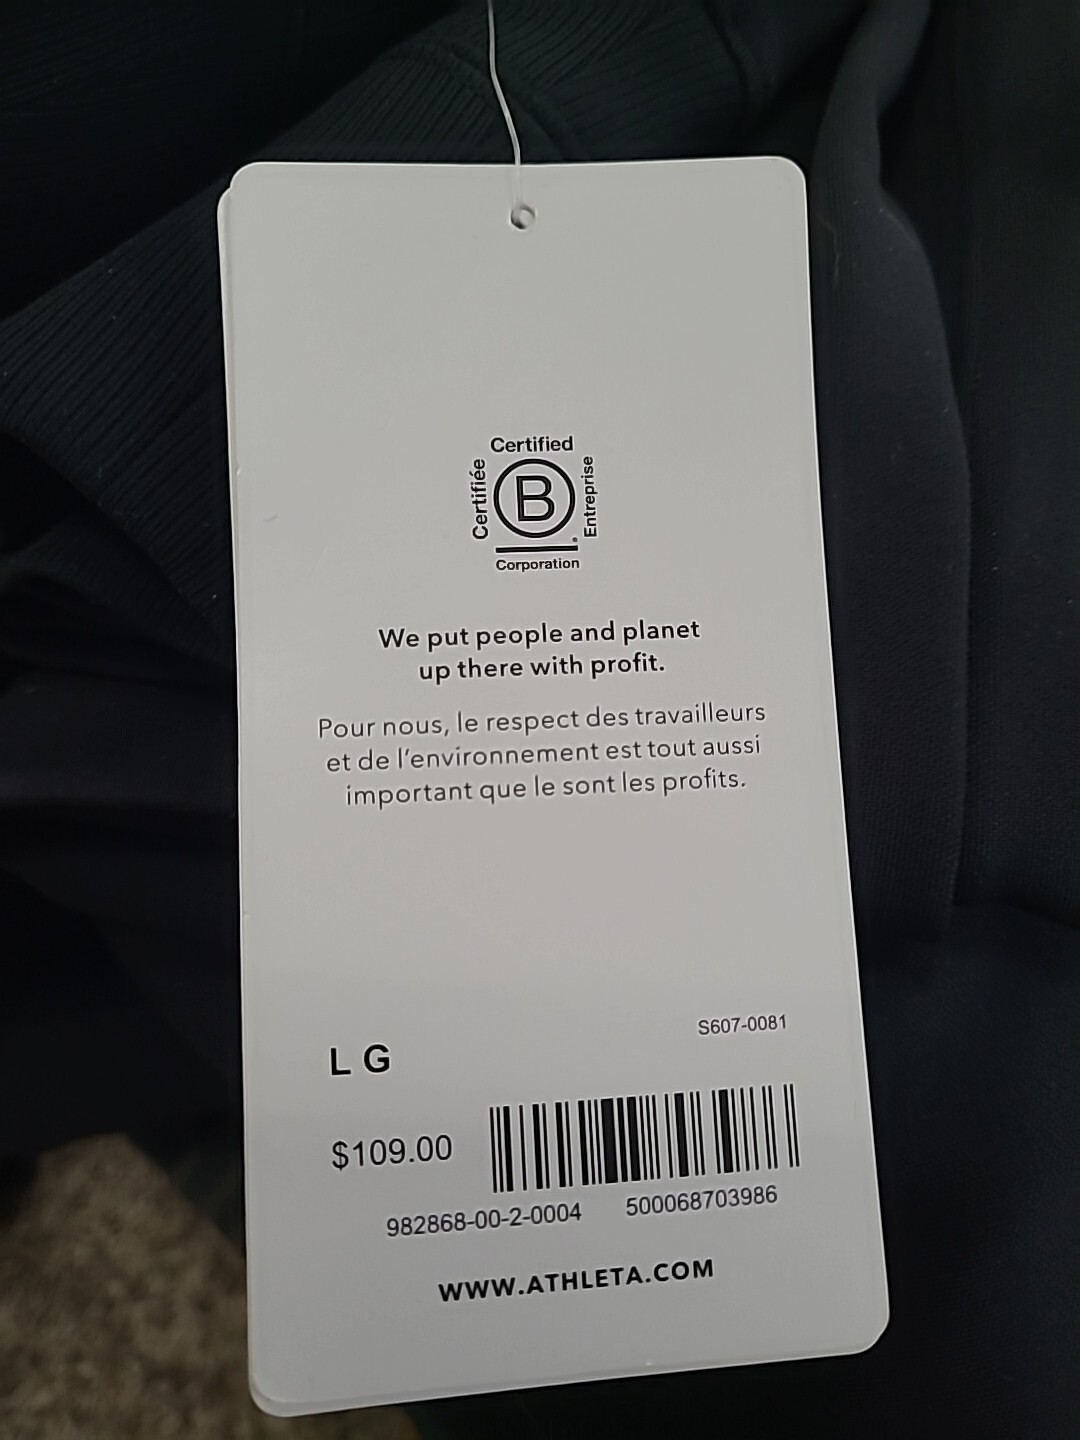 Certified
Certifiée
B
Entreprise
Corporation
We put people and planet
up there with profit.
Pour nous, le respect des travailleurs
et de l'environnement est tout aussi
important que le sont les profits.
S607-0081
L G
$109.00
982868-00-2-0004 500068703986
WWW.ATHLETA.COM